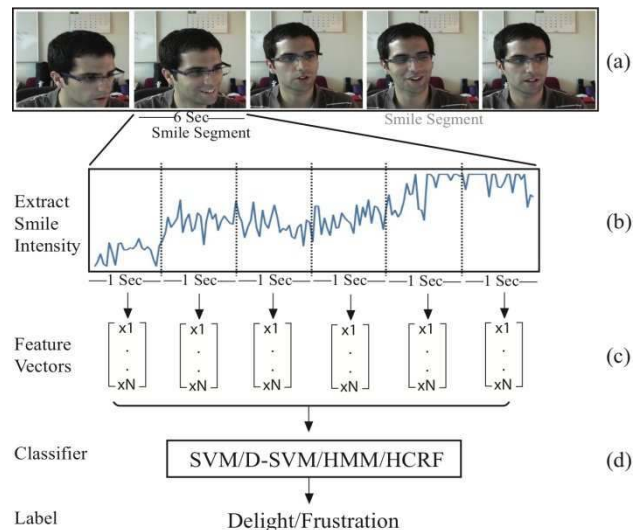 (a)
6 Sec
Smile Segment
Smile Segment
Extract
Smile
Intensity
(b)
1 Sec 1 Sec 1 Sec 1 Sec 1 Sec 1 Sec
Feature
Vectors
x1 x1 x1 x1 x1 x1
. . . . . .
. . . . . .
xN xN xN xN xN xN
(c)
Classifier
SVM/D-SVM/HMM/HCRF
(d)
Label
Delight/Frustration